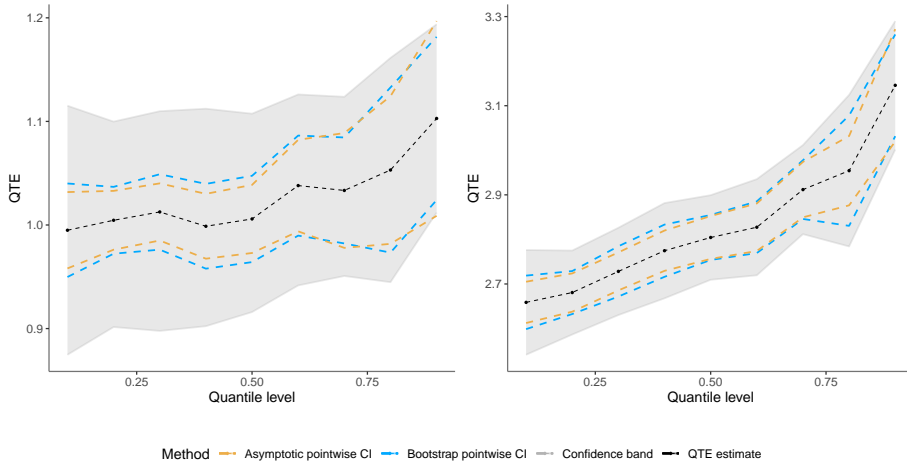 1.2
1.1
1.0
0.9
QTE
0.25 0.50 0.75
Quantile level
3.3
3.1
2.9
2.7
QTE
0.25 0.50 0.75
Quantile level
Method Asymptotic pointwise CI Bootstrap pointwise CI Confidence band QTE estimate